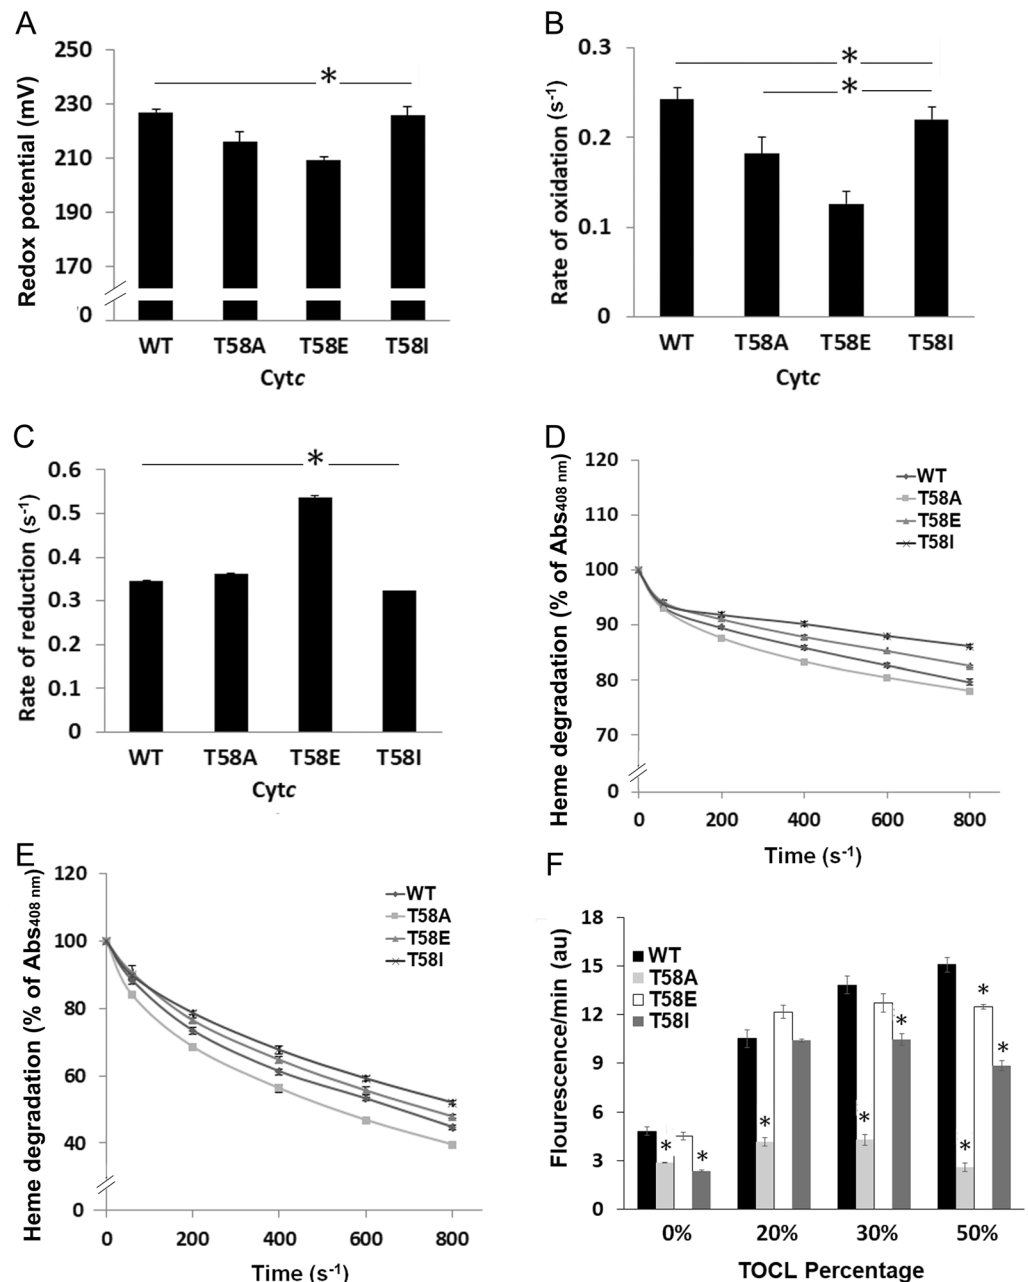 A
Redox potential (mV)
250
230
210
190
170
0
*
WT T58A T58E T58I
Cytc
B
Rate of oxidation (s-1)
0.3
0.2
0.1
0
*
*
WT T58A T58E T58I
Cytc
C
Rate of reduction (s-1)
0.6
0.5
0.4
0.3
0.2
0.1
0
*
WT T58A T58E T58I
Cytc
D
Heme degradation (% of Abs408 nm)
120
110
100
90
80
70
0
WT
T58A
T58E
T58I
0 200 400 600 800
Time (s-1)
E
Heme degradation (% of Abs408 nm)
120
100
80
60
40
0
WT
T58A
T58E
T58I
0 200 400 600 800
Time (s-1)
F
Flourescence/min (au)
18
15
12
9
6
3
0
WT
T58A
T58E
T58I
* * * * * * * *
0% 20% 30% 50%
TOCL Percentage